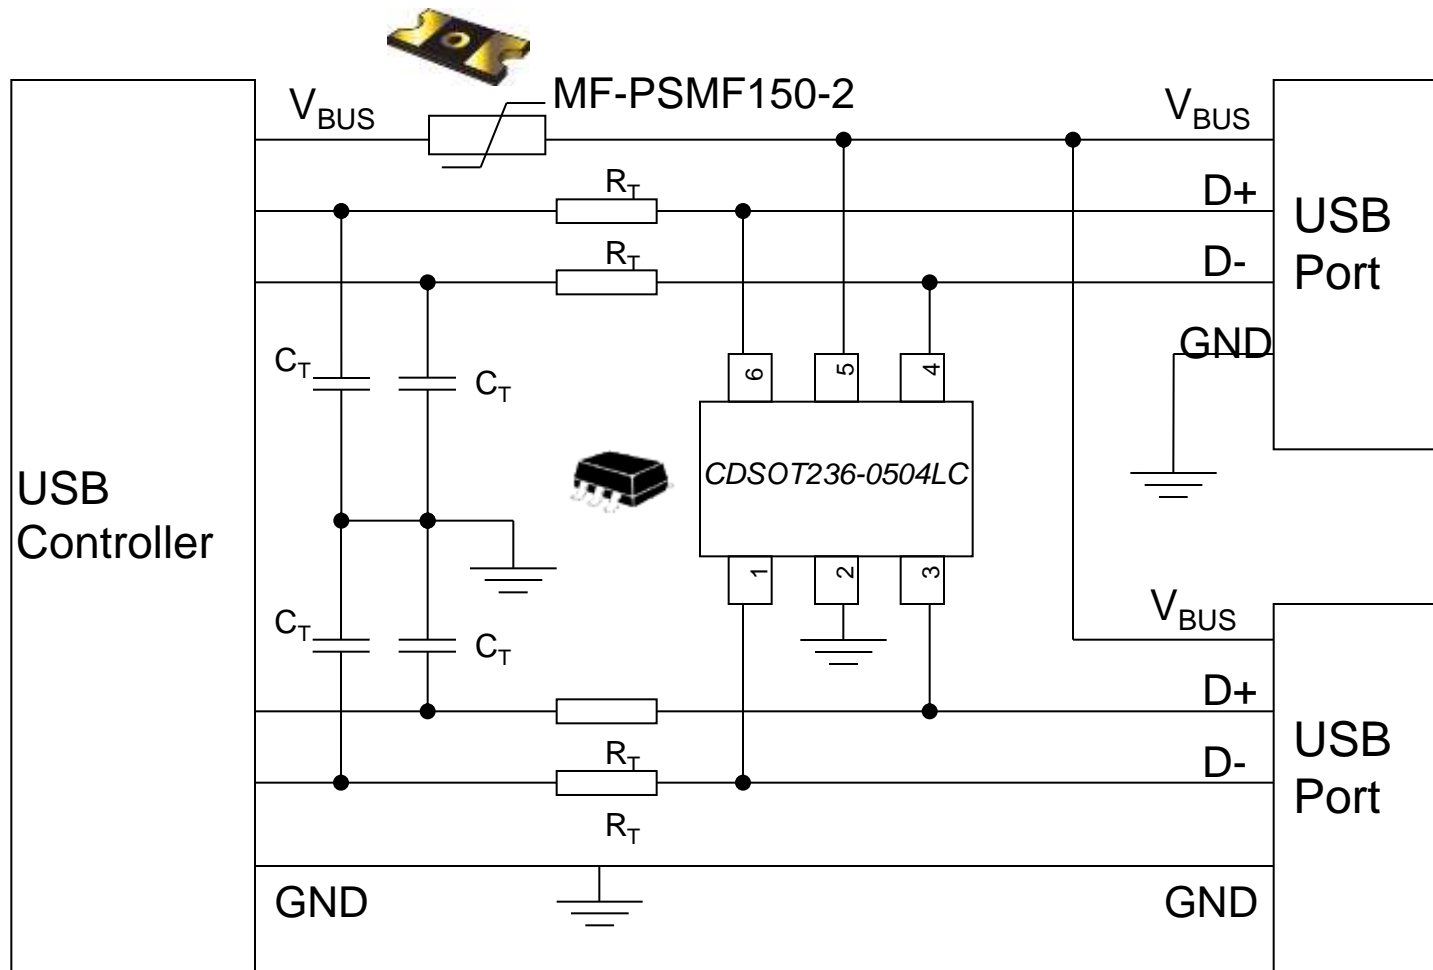 MF-PSMF150-2
VBUS
VBUS
RT
D+
RT
D-
USB
Port
GND
CT
CT
6
5
4
CDSOT236-0504LC
USB
Controller
1
2
3
CT
CT
VBUS
D+
RT
D-
USB
Port
RT
GND
GND